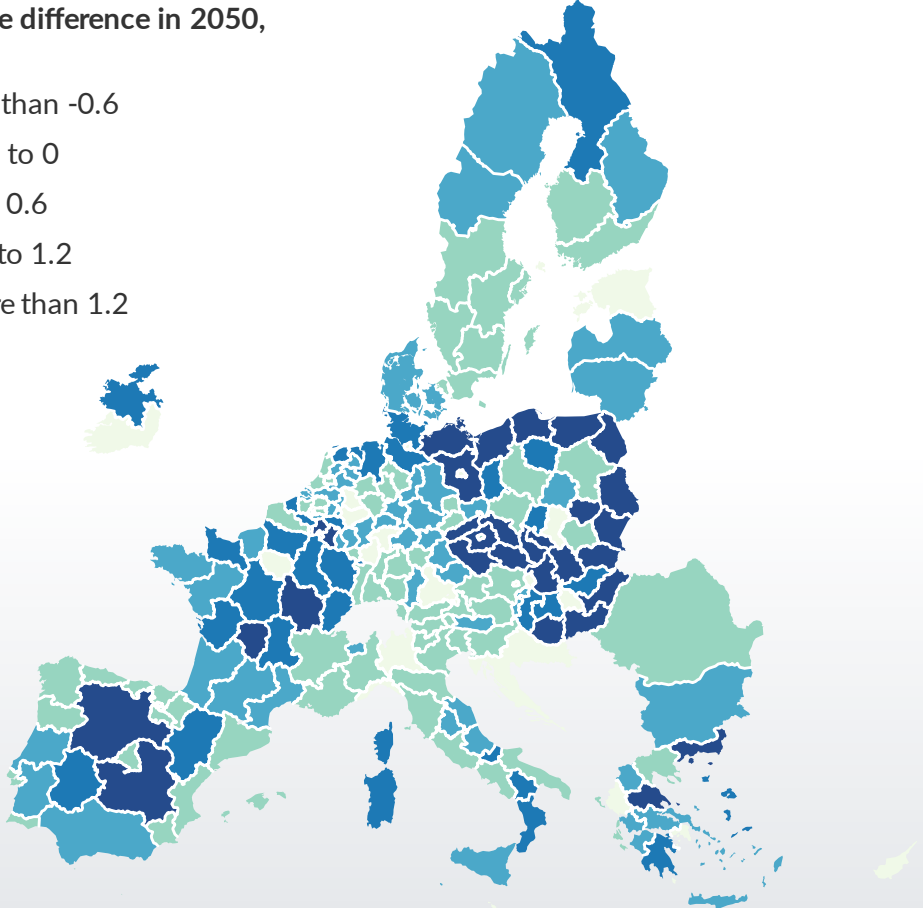 e difference in 2050,
than -0.6
to 0
0.6
to 1.2
e than 1.2